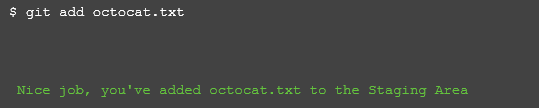 $ git add octocat.txt
Nice job, you've added octocat.txt to the Staging Area